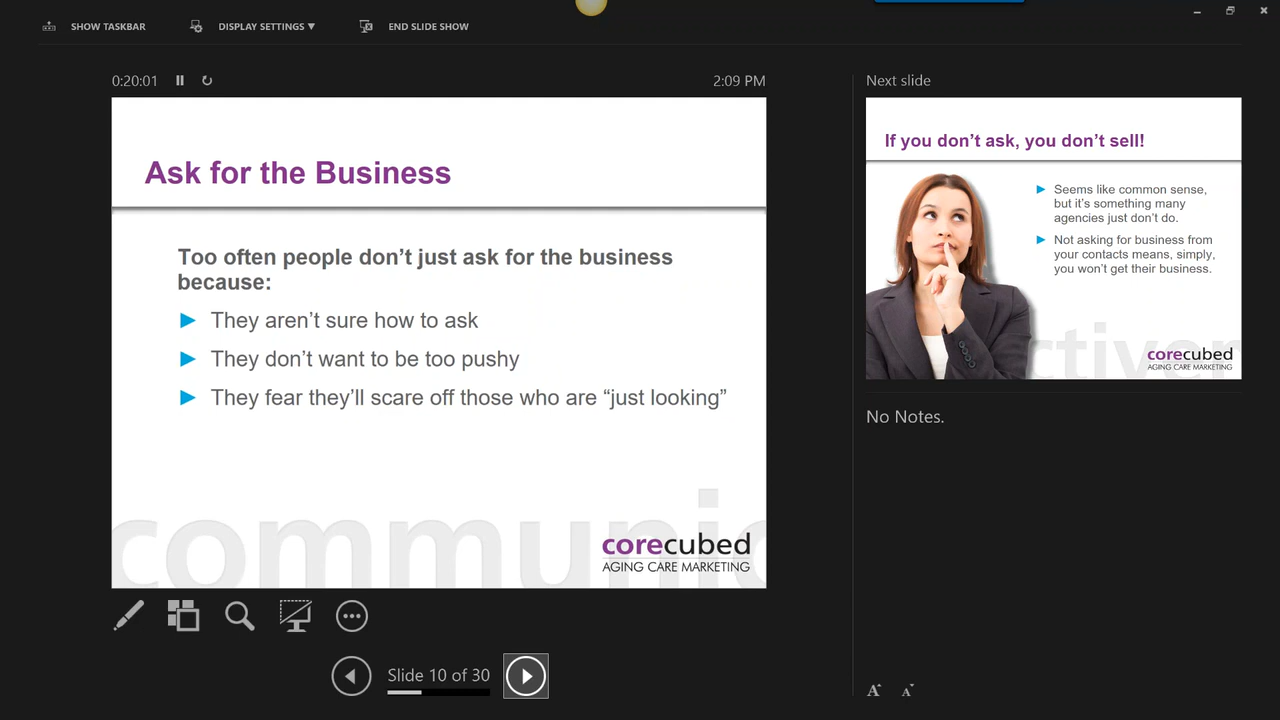 SHOW TASKBAR
DISPLAY SETTINGS ▼
END SLIDE SHOW
0:20:01
2:09 PM
Ask for the Business
Too often people don’t just ask for the business
because:
They aren’t sure how to ask
They don’t want to be too pushy
They fear they’ll scare off those who are “just looking”
communic
corecubed
AGING CARE MARKETING
Slide 10 of 30
Next slide
If you don’t ask, you don’t sell!
Seems like common sense,
but it’s something many
agencies just don’t do.
Not asking for business from
your contacts means, simply,
you won’t get their business.
ctiver
corecubed
AGING CARE MARKETING
No Notes.
A A